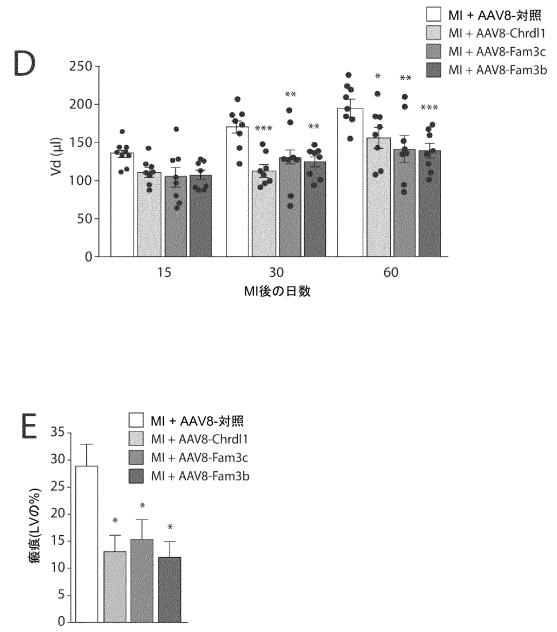 MI + AAV8-対照
MI + AAV8-Chrdl1
MI + AAV8-Fam3c
MI + AAV8-Fam3b
D
Vd (µl)
250
200
150
100
50
0
*** ** **
* ** ***
15 30 60
MI後の日数
E
MI + AAV8-対照
MI + AAV8-Chrdl1
MI + AAV8-Fam3c
MI + AAV8-Fam3b
瘢痕(LVの%)
35
30
25
20
15
10
5
0
* * *